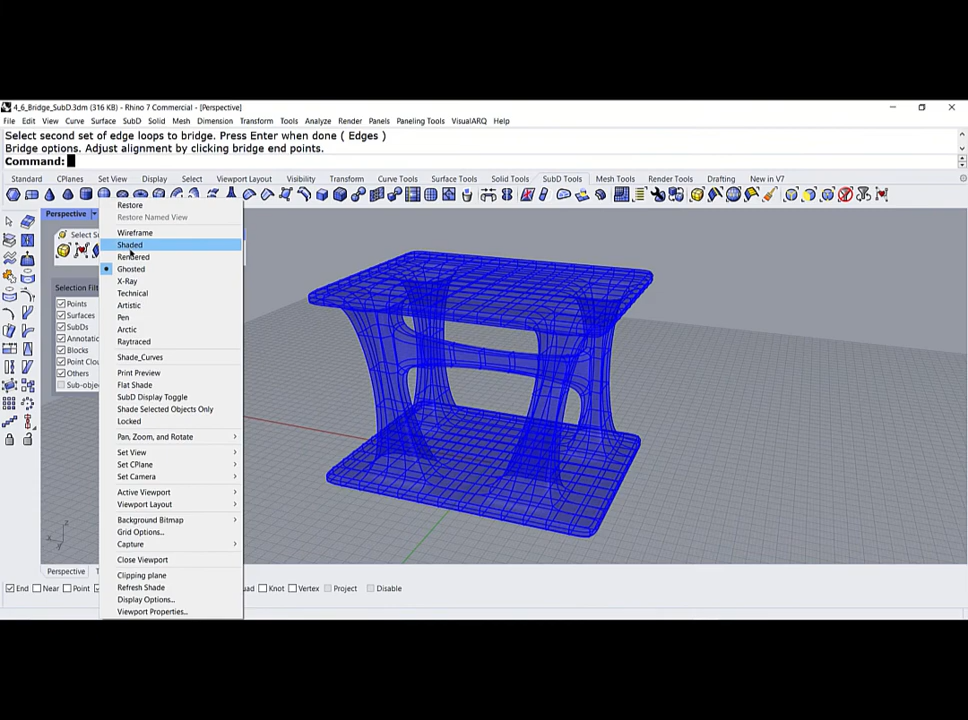 4_6_Bridge_SubD.3dm (316 KB) - Rhino 7 Commercial - [Perspective]
File Edit View Curve Surface SubD Solid Mesh Dimension Transform Tools Analyze Render Panels Paneling Tools VisualARQ Help
Select second set of edge loops to bridge. Press Enter when done ( Edges )
Bridge options. Adjust alignment by clicking bridge end points.
Command:
Standard CPlanes Set View Display Select Viewport Layout Visibility Transform Curve Tools Surface Tools Solid Tools SubD Tools Mesh Tools Render Tools Drafting New in V7
Perspective
Select
Selection
Points
Surfaces
SubDs
Blocks
Others
Restore
Restore Named View
Wireframe
Shaded
Rendered
Ghosted
X-Ray
Technical
Artistic
Pen
Arctic
Raytraced
Shade_Curves
Print Preview
Flat Shade
SubD Display Toggle
Shade Selected Objects Only
Locked
Pan, Zoom, and Rotate
Set View
Set CPlane
Set Camera
Active Viewport
Viewport Layout
Background Bitmap
Grid Options...
Capture
Close Viewport
Clipping plane
Refresh Shade
Display Options...
Viewport Properties...
Perspective
End Near Point Knot Vertex Project Disable